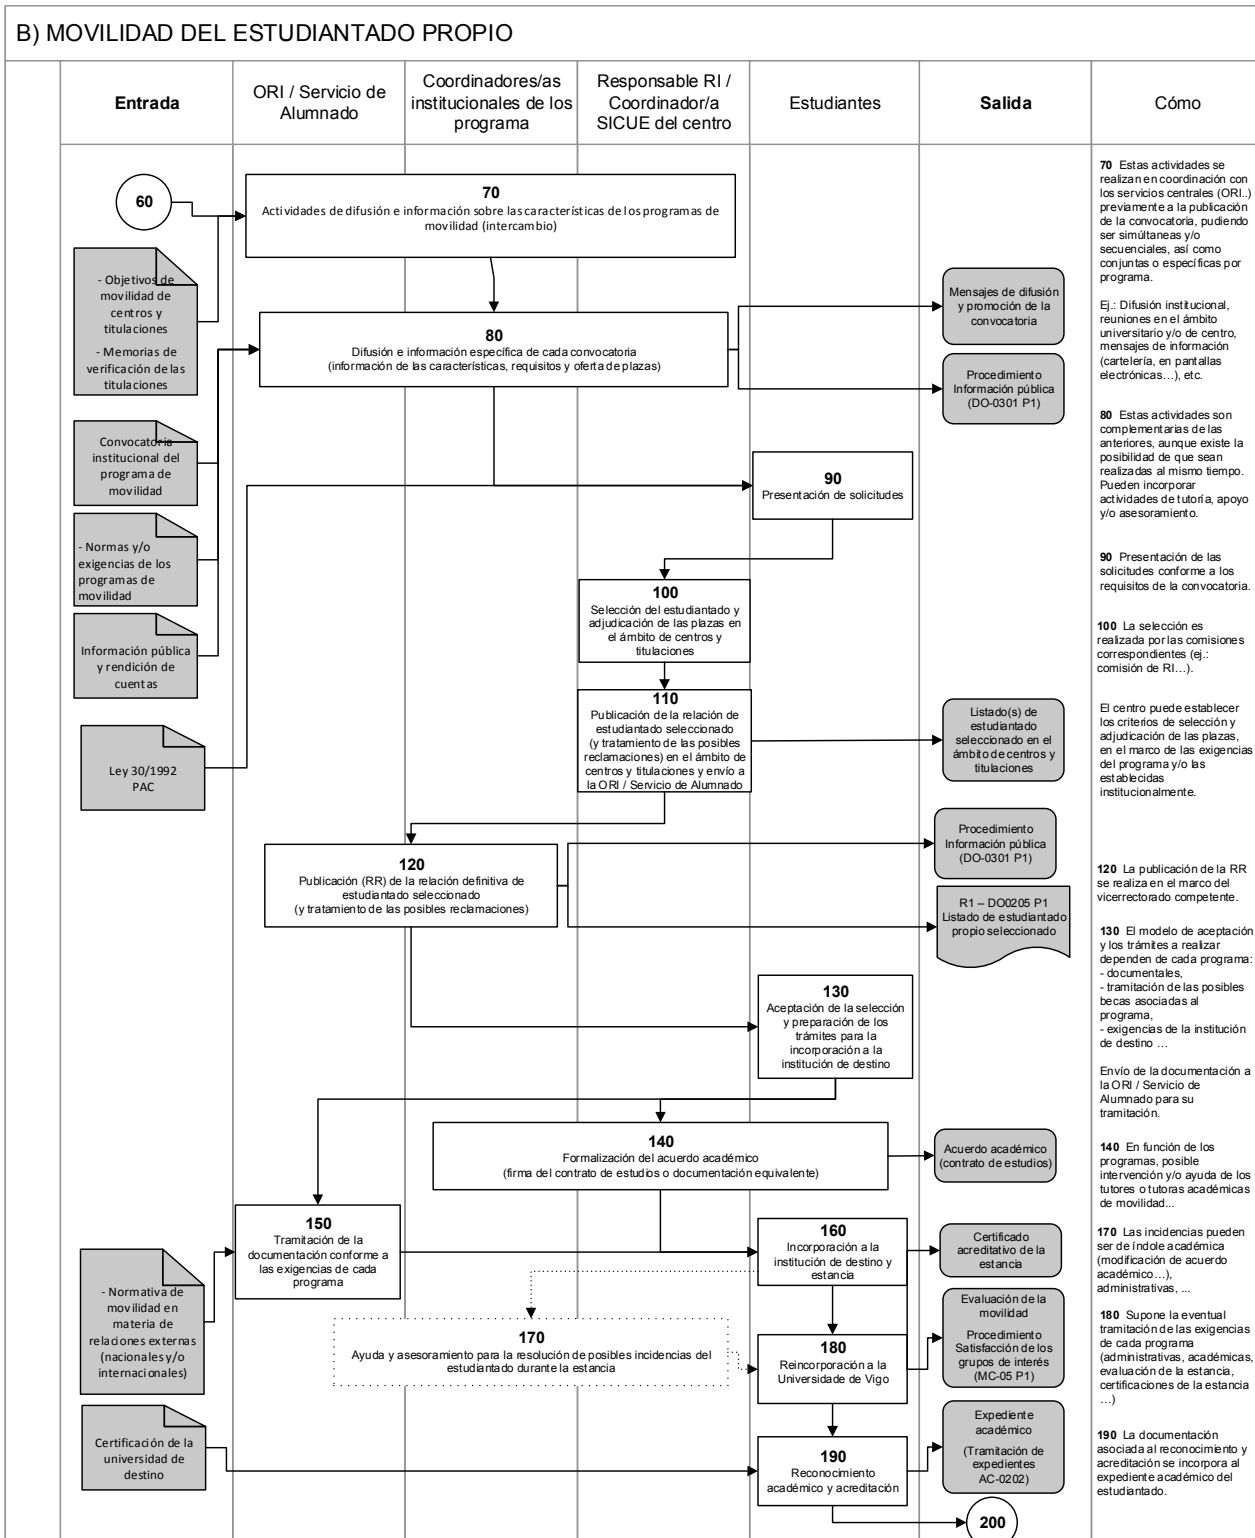 B) MOVILIDAD DEL ESTUDIANTADO PROPIO
Entrada
ORI / Servicio de
Alumnado
Coordinadores/as
institucionales de los
programa
Responsable RI /
Coordinador/a
SICUE del centro
Estudiantes
Salida
Cómo
60
- Objetivos de
movilidad de
centros y
titulaciones
- Memorias de
verificación de las
titulaciones
Convocatoria
institucional del
programa de
movilidad
- Normas y/o
exigencias de los
programas de
movilidad
Información pública
y rendición de
cuentas
Ley 30/1992
PAC
- Normativa de
movilidad en
materia de
relaciones externas
(nacionales y/o
internacionales)
Certificación de la
universidad de
destino
70
Actividades de difusión e información sobre las características de los programas de
movilidad (intercambio)
80
Difusión e información específica de cada convocatoria
(información de las características, requisitos y oferta de plazas)
90
Presentación de solicitudes
100
Selección del estudiantado y
adjudicación de las plazas en
el ámbito de centros y
titulaciones
110
Publicación de la relación de
estudiantado seleccionado
(y tratamiento de las posibles
reclamaciones) en el ámbito de
centros y titulaciones y envío a
la ORI / Servicio de Alumnado
120
Publicación (RR) de la relación definitiva de
estudiantado seleccionado
(y tratamiento de las posibles reclamaciones)
130
Aceptación de la selección
y preparación de los
trámites para la
incorporación a la
institución de destino
140
Formalización del acuerdo académico
(firma del contrato de estudios o documentación equivalente)
150
Tramitación de la
documentación conforme a
las exigencias de cada
programa
160
Incorporación a la
institución de destino y
estancia
170
Ayuda y asesoramiento para la resolución de posibles incidencias del
estudiantado durante la estancia
180
Reincorporación a la
Universidade de Vigo
190
Reconocimiento
académico y acreditación
Mensajes de difusión
y promoción de la
convocatoria
Procedimiento
Información pública
(DO-0301 P1)
Listado(s) de
estudiantado
seleccionado en el
ámbito de centros y
titulaciones
Procedimiento
Información pública
(DO-0301 P1)
R1 – DO0205 P1
Listado de estudiantado
propio seleccionado
Acuerdo académico
(contrato de estudios)
Certificado
acreditativo de la
estancia
Evaluación de la
movilidad
Procedimiento
Satisfacción de los
grupos de interés
(MC-05 P1)
Expediente
académico
(Tramitación de
expedientes
AC-0202)
200
70 Estas actividades se
realizan en coordinación con
los servicios centrales (ORI..)
previamente a la publicación
de la convocatoria, pudiendo
ser simúltaneas y/o
secuenciales, así como
conjuntas o específicas por
programa.
Ej.: Difusión institucional,
reuniones en el ámbito
universitario y/o de centro,
mensajes de información
(cartelería, en pantallas
electrónicas...), etc.
80 Estas actividades son
complementarias de las
anteriores, aunque existe la
posibilidad de que sean
realizadas al mismo tiempo.
Pueden incorporar
actividades de tutoría, apoyo
y/o asesoramiento.
90 Presentación de las
solicitudes conforme a los
requisitos de la convocatoria.
100 La selección es
realizada por las comisiones
correspondientes (ej.:
comisión de RI...).
El centro puede establecer
los criterios de selección y
adjudicación de las plazas,
en el marco de las exigencias
del programa y/o las
establecidas
institucionalmente.
120 La publicación de la RR
se realiza en el marco del
vicerrectorado competente.
130 El modelo de aceptación
y los trámites a realizar
dependen de cada programa:
- documentales,
- tramitación de las posibles
becas asociadas al
programa,
- exigencias de la institución
de destino ...
Envío de la documentación a
la ORI / Servicio de
Alumnado para su
tramitación.
140 En función de los
programas, posible
intervención y/o ayuda de los
tutores o tutoras académicas
de movilidad...
170 Las incidencias pueden
ser de índole académica
(modificación de acuerdo
académico...),
administrativas, ...
180 Supone la eventual
tramitación de las exigencias
de cada programa
(administrativas, académicas,
evaluación de la estancia,
certificaciones de la estancia
...)
190 La documentación
asociada al reconocimiento y
acreditación se incorpora al
expediente académico del
estudiantado.